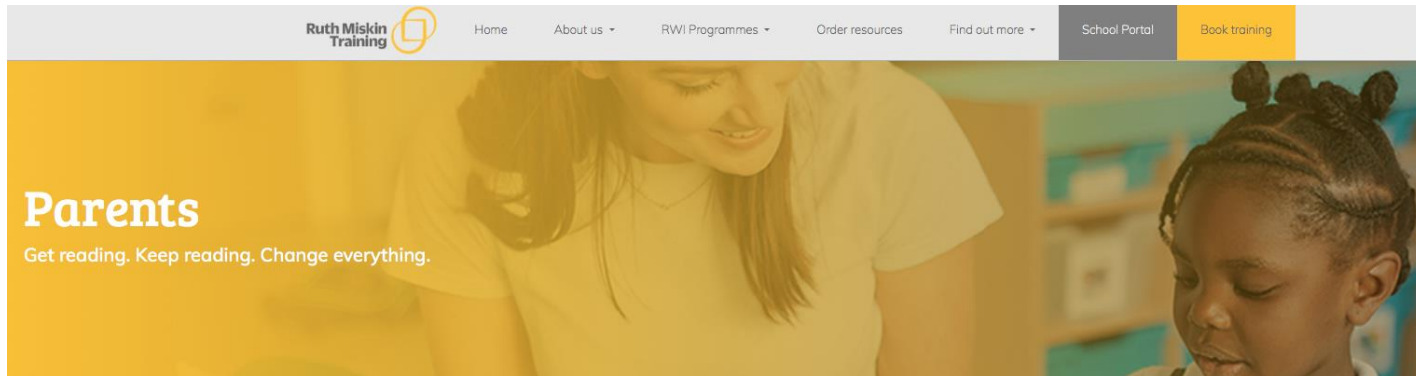 Ruth Miskin
Training
Home
About us
RWI Programmes
Order resources
Find out more
School Portal
Book training
Parents
Get reading. Keep reading. Change everything.